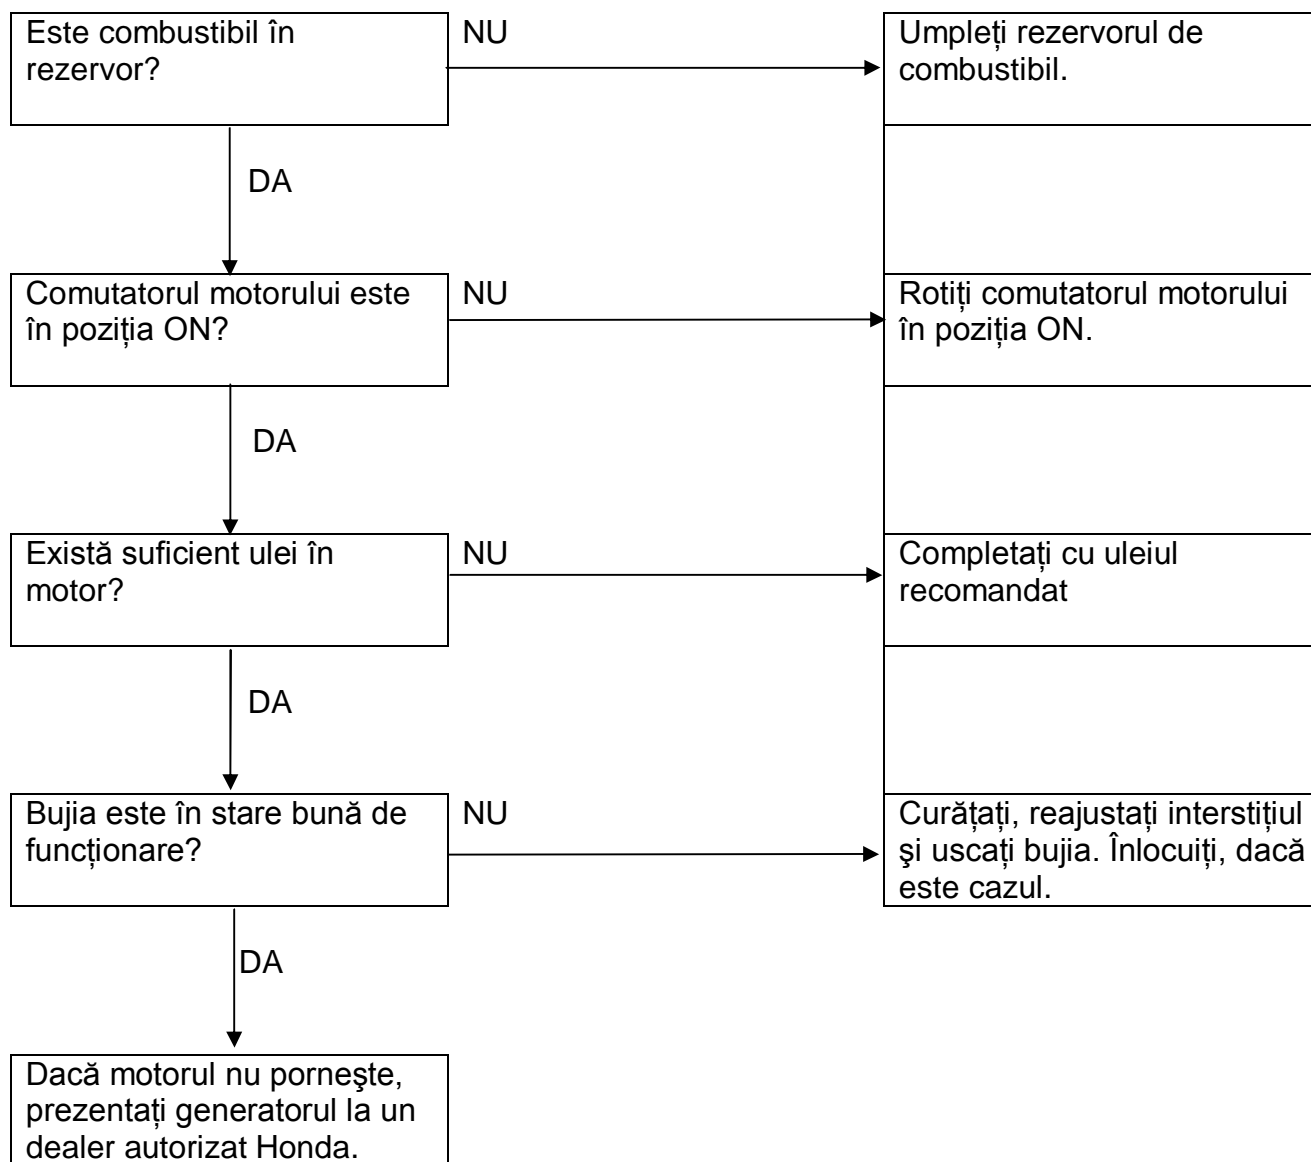 Este combustibil în
rezervor?
NU
Umpleți rezervorul de
combustibil.
DA
Comutatorul motorului este
în poziția ON?
NU
Rotiți comutatorul motorului
în poziția ON.
DA
Există suficient ulei în
motor?
NU
Completați cu uleiul
recomandat
DA
Bujia este în stare bună de
funcționare?
NU
Curățați, reajustați interstițiul
şi uscați bujia. Înlocuiți, dacă
este cazul.
DA
Dacă motorul nu porneşte,
prezentați generatorul la un
dealer autorizat Honda.